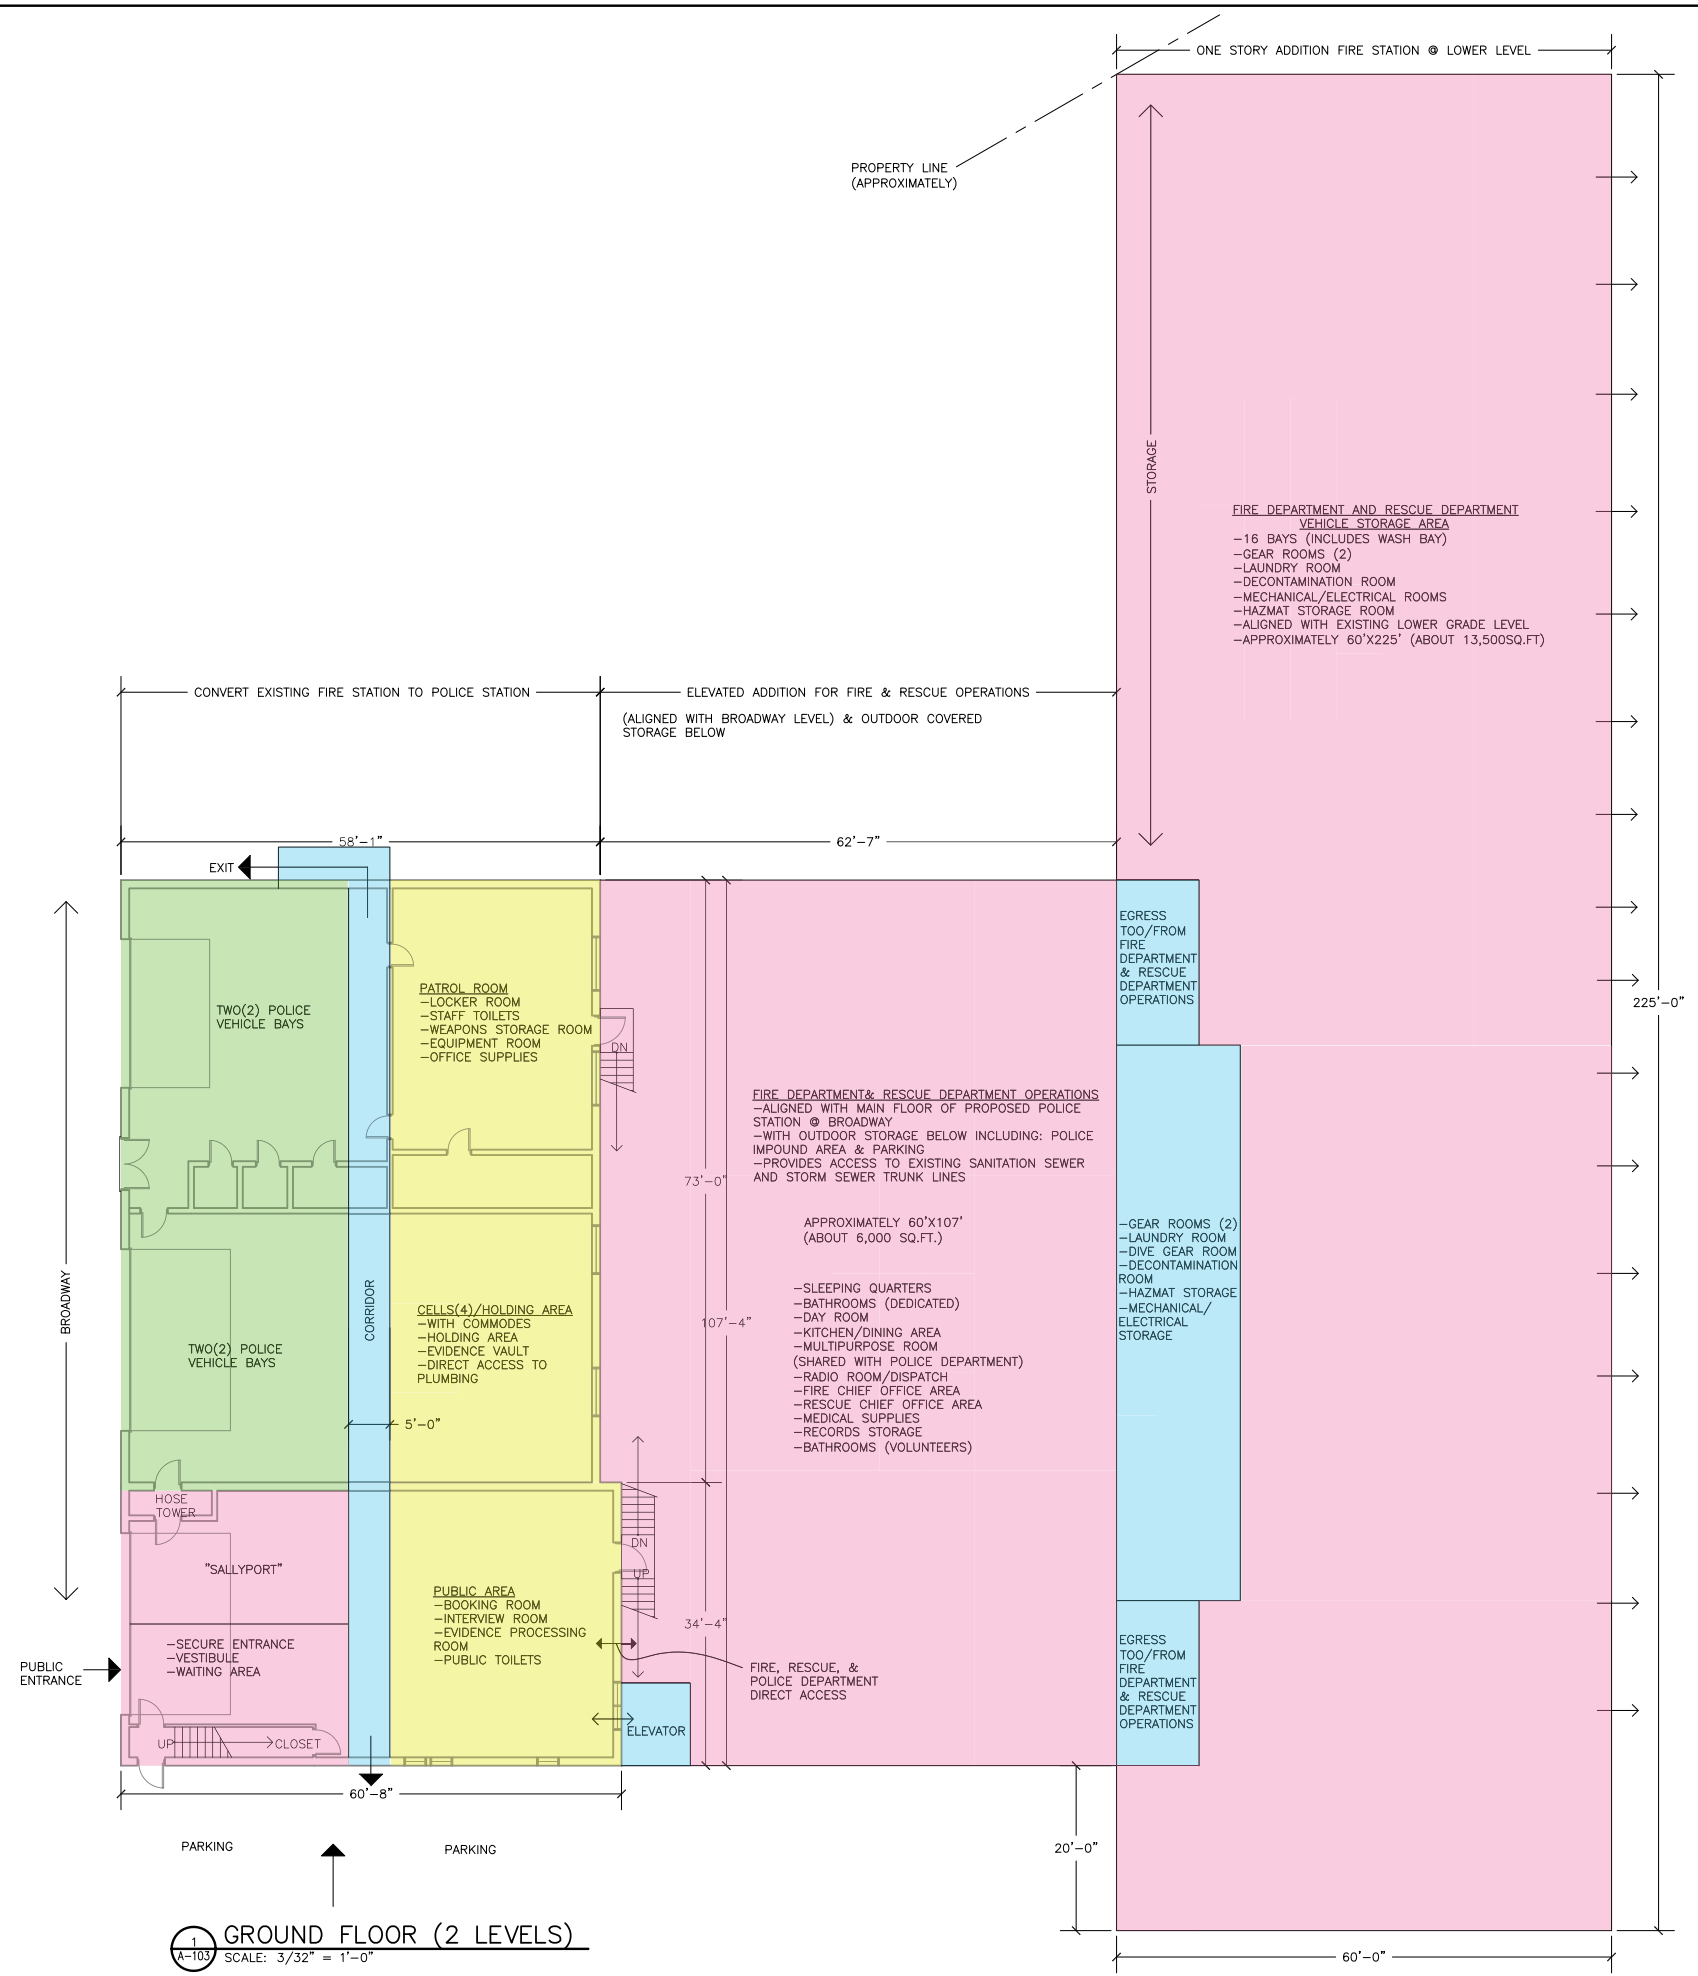 ONE STORY ADDITION FIRE STATION @ LOWER LEVEL
PROPERTY LINE
(APPROXIMATELY)
STORAGE
FIRE DEPARTMENT AND RESCUE DEPARTMENT
VEHICLE STORAGE AREA
-16 BAYS (INCLUDES WASH BAY)
-GEAR ROOMS (2)
-LAUNDRY ROOM
-DECONTAMINATION ROOM
-MECHANICAL/ELECTRICAL ROOMS
-HAZMAT STORAGE ROOM
-ALIGNED WITH EXISTING LOWER GRADE LEVEL
-APPROXIMATELY 60'X225' (ABOUT 13,500SQ.FT)
CONVERT EXISTING FIRE STATION TO POLICE STATION
ELEVATED ADDITION FOR FIRE & RESCUE OPERATIONS
(ALIGNED WITH BROADWAY LEVEL) & OUTDOOR COVERED
STORAGE BELOW
58'-1"
62'-7"
EXIT
BROADWAY
TWO(2) POLICE
VEHICLE BAYS
PATROL ROOM
-LOCKER ROOM
-STAFF TOILETS
-WEAPONS STORAGE ROOM
-EQUIPMENT ROOM
-OFFICE SUPPLIES
DN
EGRESS
TOO/FROM
FIRE
DEPARTMENT
& RESCUE
DEPARTMENT
OPERATIONS
225'-0"
FIRE DEPARTMENT& RESCUE DEPARTMENT OPERATIONS
-ALIGNED WITH MAIN FLOOR OF PROPOSED POLICE
STATION @ BROADWAY
-WITH OUTDOOR STORAGE BELOW INCLUDING: POLICE
IMPOUND AREA & PARKING
-PROVIDES ACCESS TO EXISTING SANITATION SEWER
AND STORM SEWER TRUNK LINES
73'-0"
APPROXIMATELY 60'X107'
(ABOUT 6,000 SQ.FT.)
-SLEEPING QUARTERS
-BATHROOMS (DEDICATED)
-DAY ROOM
-KITCHEN/DINING AREA
-MULTIPURPOSE ROOM
(SHARED WITH POLICE DEPARTMENT)
-RADIO ROOM/DISPATCH
-FIRE CHIEF OFFICE AREA
-RESCUE CHIEF OFFICE AREA
-MEDICAL SUPPLIES
-RECORDS STORAGE
-BATHROOMS (VOLUNTEERS)
107'-4"
-GEAR ROOMS (2)
-LAUNDRY ROOM
-DIVE GEAR ROOM
-DECONTAMINATION
ROOM
-HAZMAT STORAGE
-MECHANICAL/
ELECTRICAL
STORAGE
TWO(2) POLICE
VEHICLE BAYS
CORRIDOR
CELLS(4)/HOLDING AREA
-WITH COMMODES
-HOLDING AREA
-EVIDENCE VAULT
-DIRECT ACCESS TO
PLUMBING
5'-0"
HOSE
TOWER
"SALLYPORT"
DN
UP
PUBLIC AREA
-BOOKING ROOM
-INTERVIEW ROOM
-EVIDENCE PROCESSING
ROOM
-PUBLIC TOILETS
34'-4"
-SECURE ENTRANCE
-VESTIBULE
-WAITING AREA
PUBLIC
ENTRANCE
FIRE, RESCUE, &
POLICE DEPARTMENT
DIRECT ACCESS
EGRESS
TOO/FROM
FIRE
DEPARTMENT
& RESCUE
DEPARTMENT
OPERATIONS
ELEVATOR
UP
CLOSET
60'-8"
PARKING
PARKING
20'-0"
1
A-103
GROUND FLOOR (2 LEVELS)
SCALE: 3/32" = 1'-0"
60'-0"